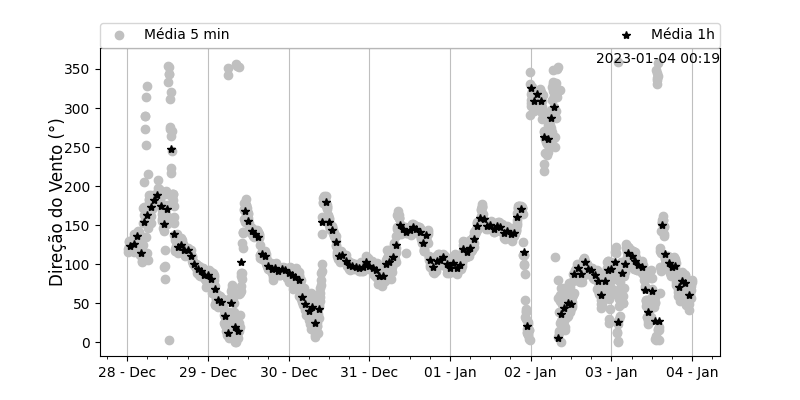 Média 5 min
Média 1h
2023-01-04 00:19
Direção do Vento (°)
350
300
250
200
150
100
50
0
28 - Dec
29 - Dec
30 - Dec
31 - Dec
01 - Jan
02 - Jan
03 - Jan
04 - Jan